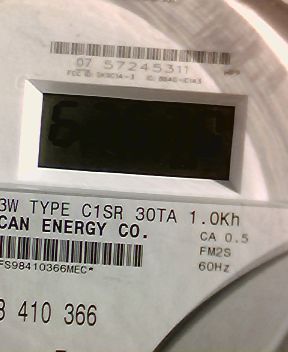 07 57245311
3W TYPE C1SR 30TA 1.0Kh
CAN ENERGY CO.
CA 0.5
FM2S
60Hz
FS98410366MEC*
8 410 366